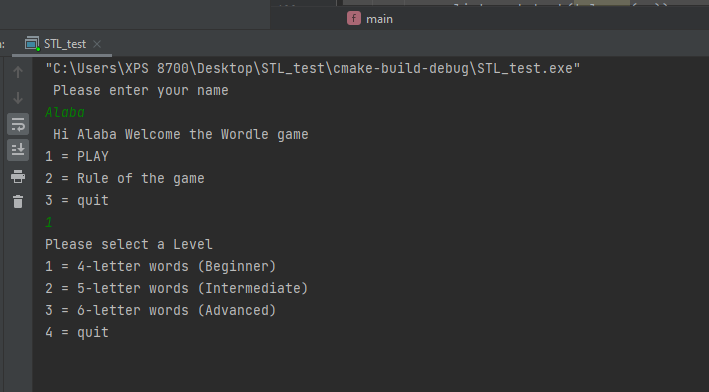 main
STL_test
"C:\Users\XPS 8700\Desktop\STL_test\cmake-build-debug\STL_test.exe"
Please enter your name
Alaba
Hi Alaba Welcome the Wordle game
1 = PLAY
2 = Rule of the game
3 = quit
1
Please select a Level
1 = 4-letter words (Beginner)
2 = 5-letter words (Intermediate)
3 = 6-letter words (Advanced)
4 = quit